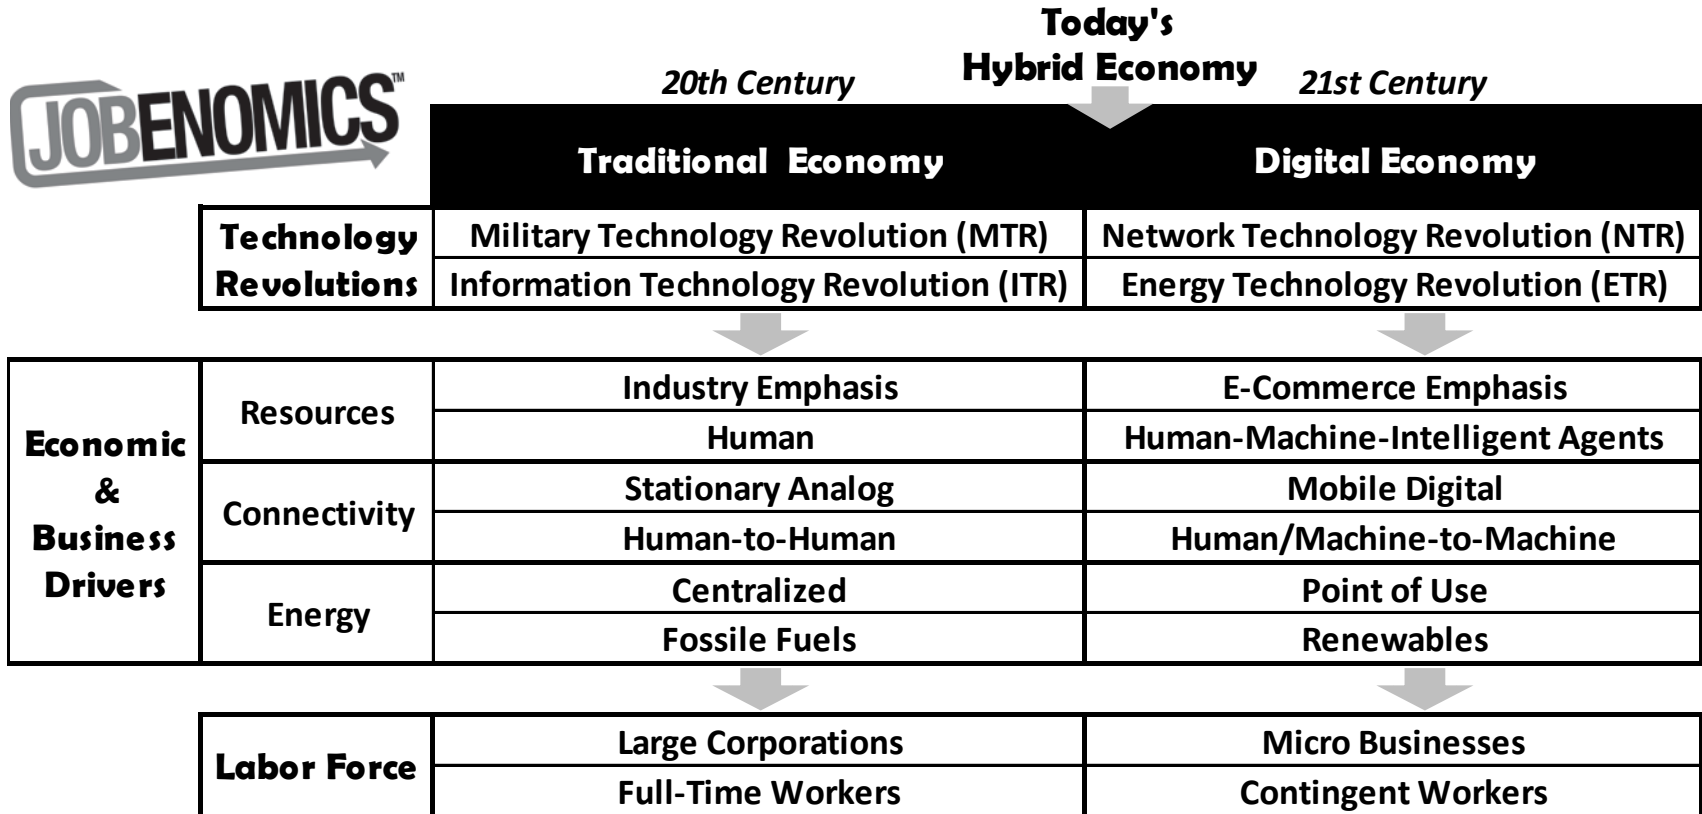 Today's
Hybrid Economy
20th Century
21st Century
JOBENOMICS™
Traditional Economy
Digital Economy
Technology
Revolutions
Military Technology Revolution (MTR)
Network Technology Revolution (NTR)
Information Technology Revolution (ITR)
Energy Technology Revolution (ETR)
Economic
&
Business
Drivers
Resources
Industry Emphasis
E-Commerce Emphasis
Human
Human-Machine-Intelligent Agents
Connectivity
Stationary Analog
Mobile Digital
Human-to-Human
Human/Machine-to-Machine
Energy
Centralized
Point of Use
Fossile Fuels
Renewables
Labor Force
Large Corporations
Micro Businesses
Full-Time Workers
Contingent Workers